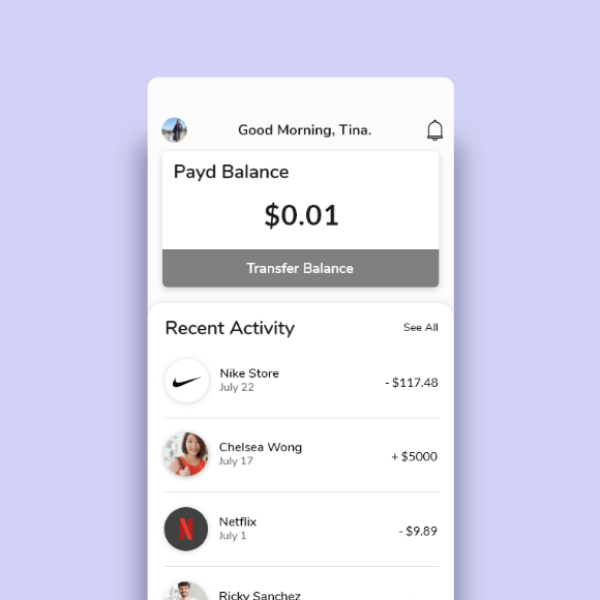 Good Morning, Tina.
Payd Balance
$0.01
Transfer Balance
Recent Activity
See All
Nike Store
July 22
- $117.48
Chelsea Wong
July 17
+ $5000
N
Netflix
July 1
- $9.89
Ricky Sanchez